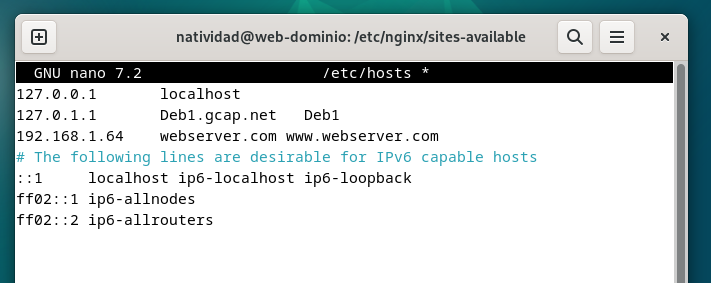 natividad@web-dominio: /etc/nginx/sites-available
GNU nano 7.2 /etc/hosts *
127.0.0.1 localhost
127.0.1.1 Deb1.gcap.net Deb1
192.168.1.64 webserver.com www.webserver.com
# The following lines are desirable for IPv6 capable hosts
::1 localhost ip6-localhost ip6-loopback
ff02::1 ip6-allnodes
ff02::2 ip6-allrouters